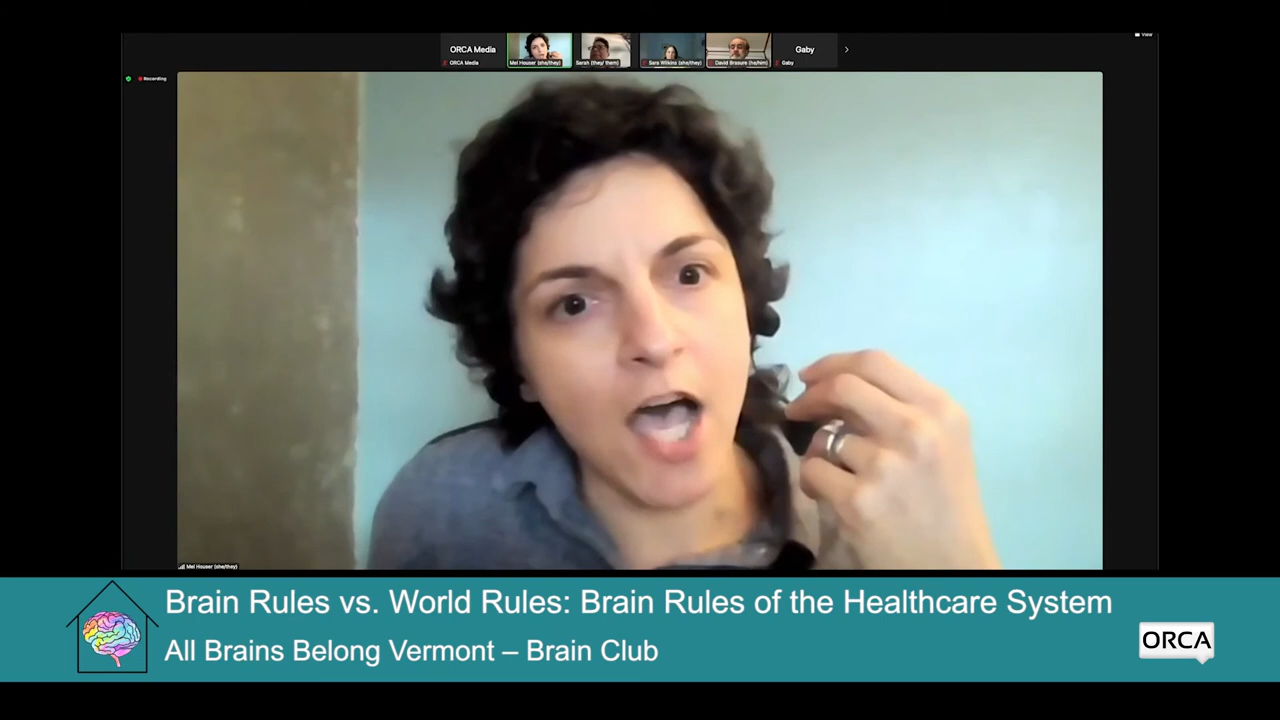 View
ORCA Media
Gaby
ORCA Media
Mel Houser (she/they)
Sarah (they/ them)
Sara Wilkins (she/they)
David Brasure (he/him)
Gaby
Recording
Mel Houser (she/they)
Brain Rules vs. World Rules: Brain Rules of the Healthcare System
All Brains Belong Vermont – Brain Club
ORCA